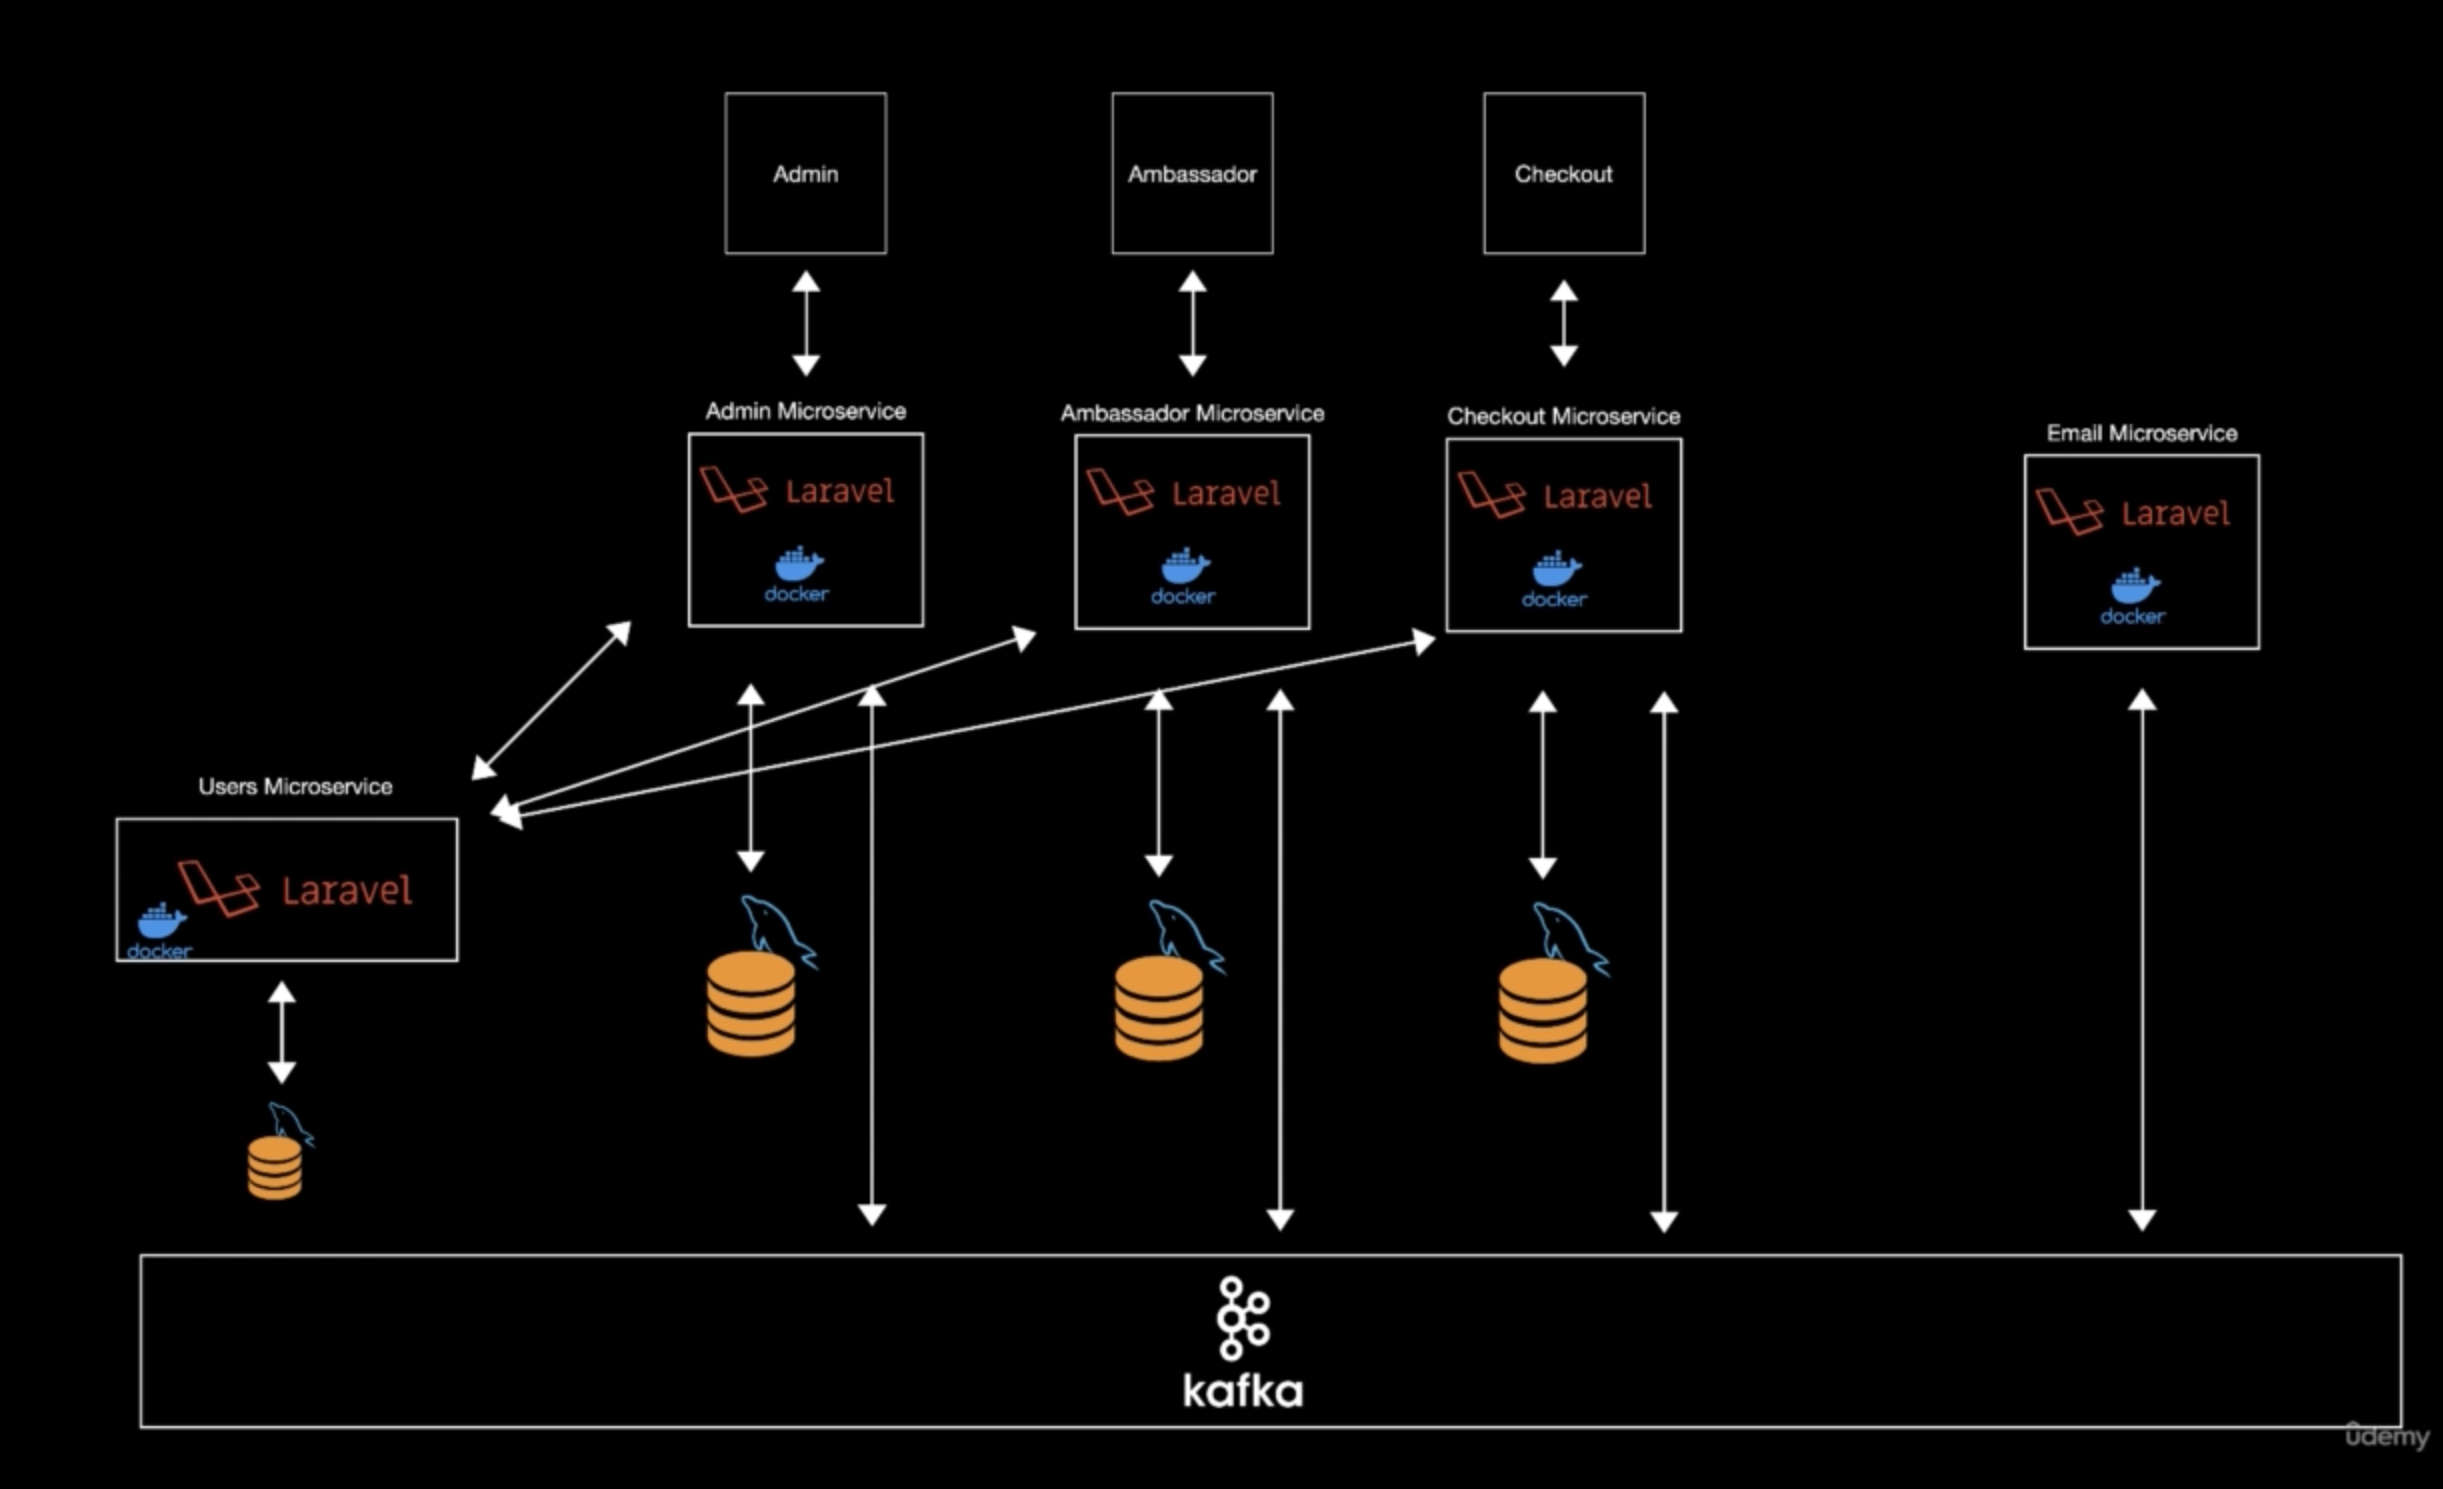 Admin
Ambassador
Checkout
Admin Microservice
Ambassador Microservice
Checkout Microservice
Email Microservice
Laravel
docker
Laravel
docker
Laravel
docker
Laravel
docker
Users Microservice
Laravel
docker
kafka
ûdemy